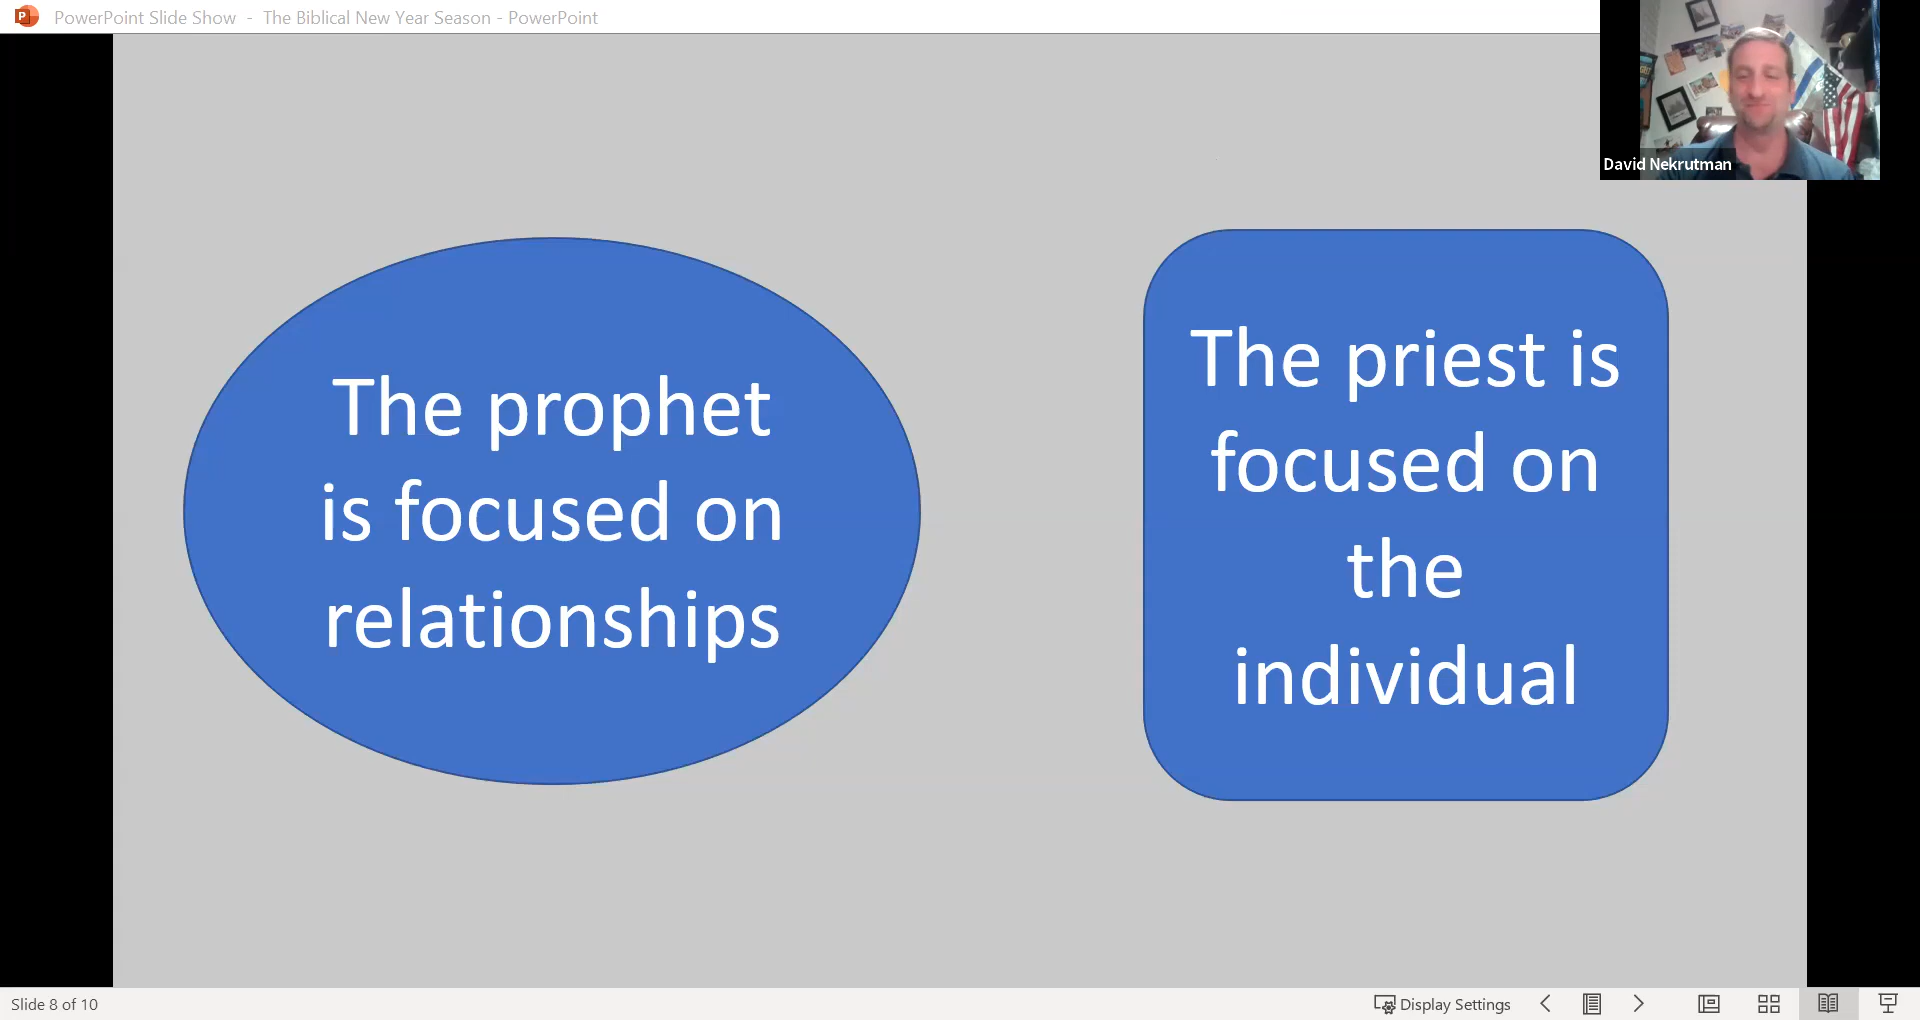 PowerPoint Slide Show - The Biblical New Year Season - PowerPoint
David Nekrutman
The prophet
is focused on
relationships
The priest is
focused on
the
individual
Slide 8 of 10
Display Settings